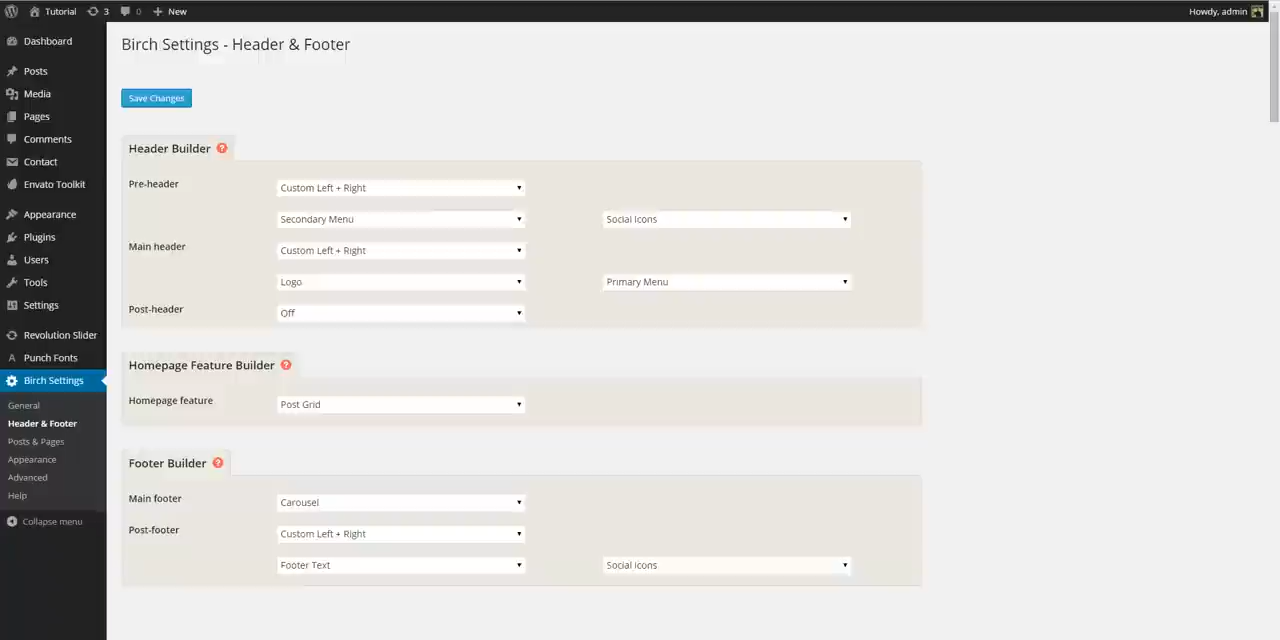 Tutorial 3 0 New Howdy, admin
Dashboard
Posts
Media
Pages
Comments
Contact
Envato Toolkit
Appearance
Plugins
Users
Tools
Settings
Revolution Slider
Punch Fonts
Birch Settings
General
Header & Footer
Posts & Pages
Appearance
Advanced
Help
Collapse menu
Birch Settings - Header & Footer
Save Changes
Header Builder ?
Pre-header Custom Left + Right
Secondary Menu Social Icons
Main header Custom Left + Right
Logo Primary Menu
Post-header Off
Homepage Feature Builder ?
Homepage feature Post Grid
Footer Builder ?
Main footer Carousel
Post-footer Custom Left + Right
Footer Text Social Icons